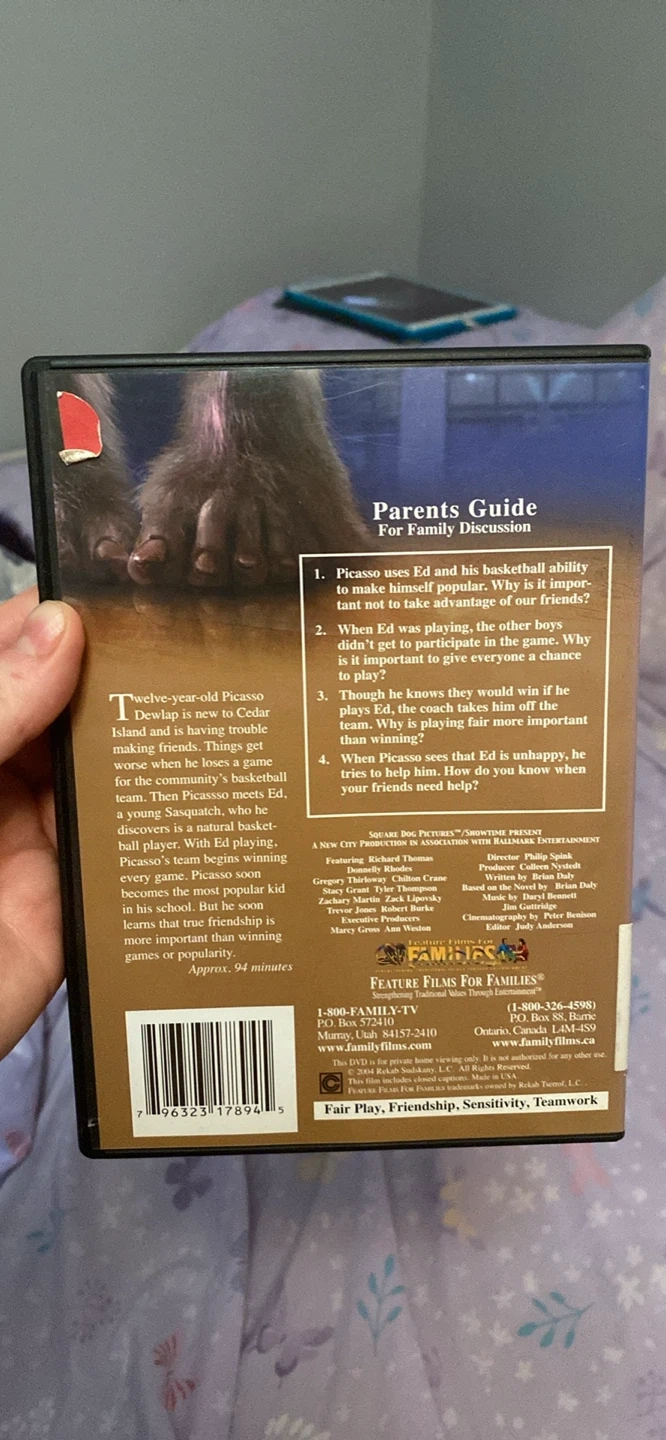 Parents Guide
For Family Discussion
1. Picasso uses Ed and his basketball ability
to make himself popular. Why is it impor-
tant not to take advantage of our friends?
2. When Ed was playing, the other boys
didn't get to participate in the game. Why
is it important to give everyone a chance
to play?
3. Though he knows they would win if he
plays Ed, the coach takes him off the
team. Why is playing fair more important
than winning?
4. When Picasso sees that Ed is unhappy, he
tries to help him. How do you know when
your friends need help?
Twelve-year-old Picasso
Dewlap is new to Cedar
Island and is having trouble
making friends. Things get
worse when he loses a game
for the community's basketball
team. Then Picassso meets Ed,
a young Sasquatch, who he
discovers is a natural basket-
ball player. With Ed playing,
Picasso's team begins winning
every game. Picasso soon
becomes the most popular kid
in his school. But he soon
learns that true friendship is
more important than winning
games or popularity.
Approx. 94 minutes
SQUARE DOG PICTURES™/SHOWTIME PRESENT
A NEW CITY PRODUCTION IN ASSOCIATION WITH HALLMARK ENTERTAINMENT
Featuring Richard Thomas
Donnelly Rhodes
Gregory Thirloway Chilton Crane
Stacy Grant Tyler Thompson
Zachary Martin Zack Lipovsky
Trevor Jones Robert Burke
Executive Producers
Marcy Gross Ann Weston
Director Philip Spink
Producer Colleen Nystedt
Written by Brian Daly
Based on the Novel by Brian Daly
Music by Daryl Bennett
Jim Guttridge
Cinematography by Peter Benison
Editor Judy Anderson
Feature Films For
FAMILIES
FEATURE FILMS FOR FAMILIES®
Strengthening Traditional Values Through Entertainment™
1-800-FAMILY-TV
P.O. Box 572410
Murray, Utah 84157-2410
www.familyfilms.com
(1-800-326-4598)
P.O. Box 88, Barrie
Ontario, Canada L4M-4S9
www.familyfilms.ca
This DVD is for private home viewing only. It is not authorized for any other use.
© 2004 Rekab Sudskany, L.C. All Rights Reserved.
This film includes closed captions. Made in USA.
FEATURE FILMS FOR FAMILIES trademarks owned by Rekab Tserof, L.C.
Fair Play, Friendship, Sensitivity, Teamwork
7 96323 17894 5